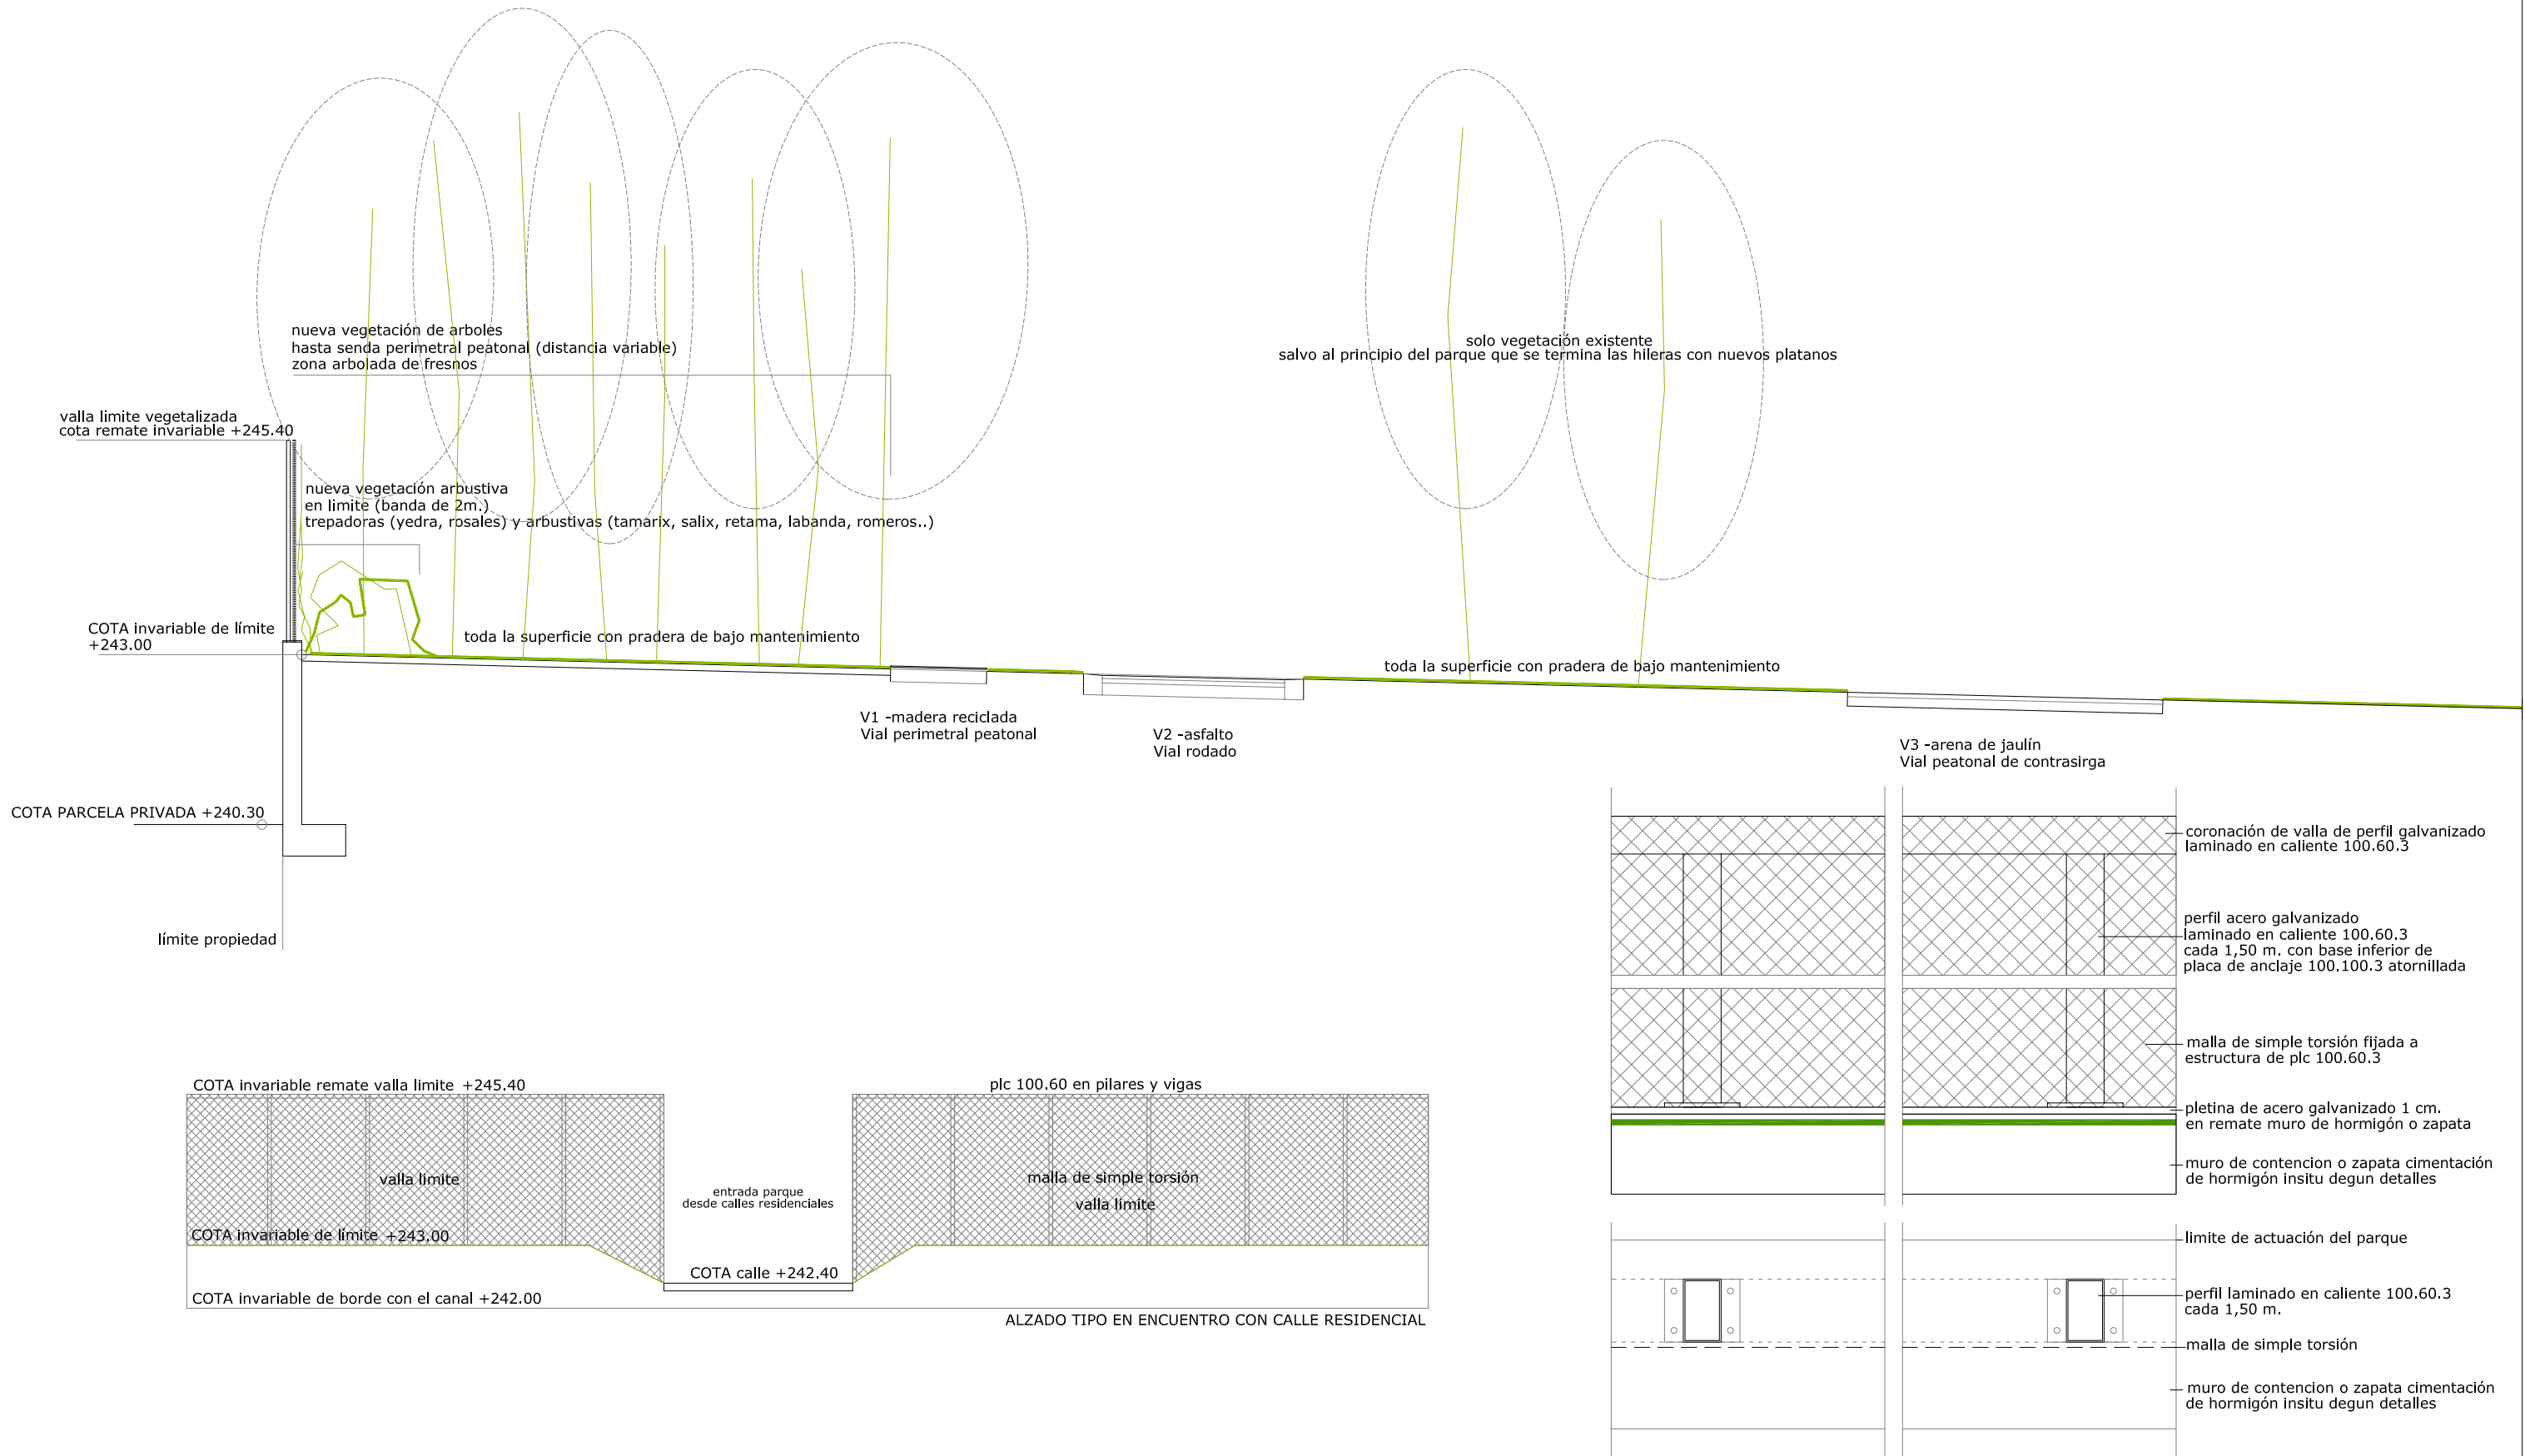 nueva vegetación de arboles
hasta senda perimetral peatonal (distancia variable)
zona arbolada de fresnos
solo vegetación existente
salvo al principio del parque que se termina las hileras con nuevos platanos
valla limite vegetalizada
cota remate invariable +245.40
nueva vegetación arbustiva
en limite (banda de 2m.)
trepadoras (yedra, rosales) y arbustivas (tamarix, salix, retama, labanda, romeros..)
COTA invariable de límite
+243.00
toda la superficie con pradera de bajo mantenimiento
toda la superficie con pradera de bajo mantenimiento
V1 -madera reciclada
Vial perimetral peatonal
V2 -asfalto
Vial rodado
V3 -arena de jaulín
Vial peatonal de contrasirga
COTA PARCELA PRIVADA +240.30
límite propiedad
coronación de valla de perfil galvanizado
laminado en caliente 100.60.3
perfil acero galvanizado
laminado en caliente 100.60.3
cada 1,50 m. con base inferior de
placa de anclaje 100.100.3 atornillada
malla de simple torsión fijada a
estructura de plc 100.60.3
pletina de acero galvanizado 1 cm.
en remate muro de hormigón o zapata
muro de contencion o zapata cimentación
de hormigón insitu degun detalles
limite de actuación del parque
perfil laminado en caliente 100.60.3
cada 1,50 m.
malla de simple torsión
muro de contencion o zapata cimentación
de hormigón insitu degun detalles
COTA invariable remate valla limite +245.40
plc 100.60 en pilares y vigas
valla limite
entrada parque
desde calles residenciales
malla de simple torsión
valla limite
COTA invariable de límite +243.00
COTA calle +242.40
COTA invariable de borde con el canal +242.00
ALZADO TIPO EN ENCUENTRO CON CALLE RESIDENCIAL